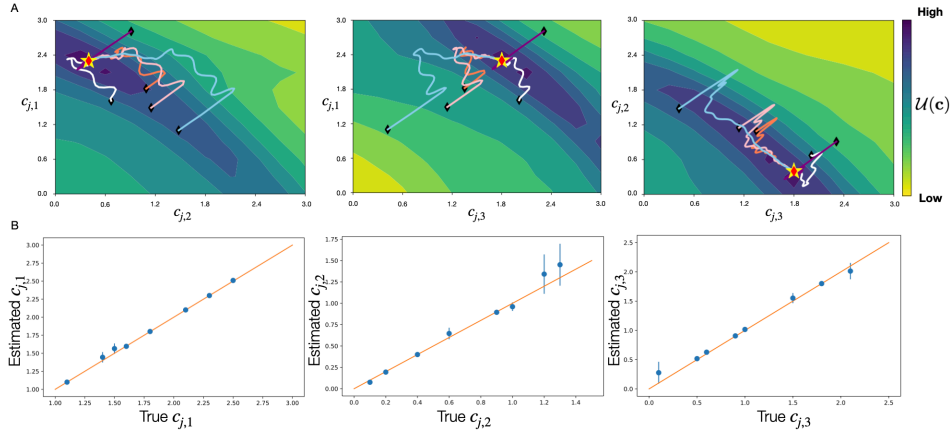 A
3.0
2.4
1.8
1.2
0.6
0.0
c_{j,1}
0.0 0.6 1.2 1.8 2.4 3.0
c_{j,2}
3.0
2.4
1.8
1.2
0.6
0.0
c_{j,1}
0.0 0.6 1.2 1.8 2.4 3.0
c_{j,3}
3.0
2.4
1.8
1.2
0.6
0.0
c_{j,2}
0.0 0.6 1.2 1.8 2.4 3.0
c_{j,3}
High
𝒰(c)
Low
B
3.00
2.75
2.50
2.25
2.00
1.75
1.50
1.25
1.00
Estimated c_{j,1}
1.00 1.25 1.50 1.75 2.00 2.25 2.50 2.75 3.00
True c_{j,1}
1.75
1.50
1.25
1.00
0.75
0.50
0.25
0.00
Estimated c_{j,2}
0.0 0.2 0.4 0.6 0.8 1.0 1.2 1.4
True c_{j,2}
2.5
2.0
1.5
1.0
0.5
0.0
Estimated c_{j,3}
0.0 0.5 1.0 1.5 2.0 2.5
True c_{j,3}